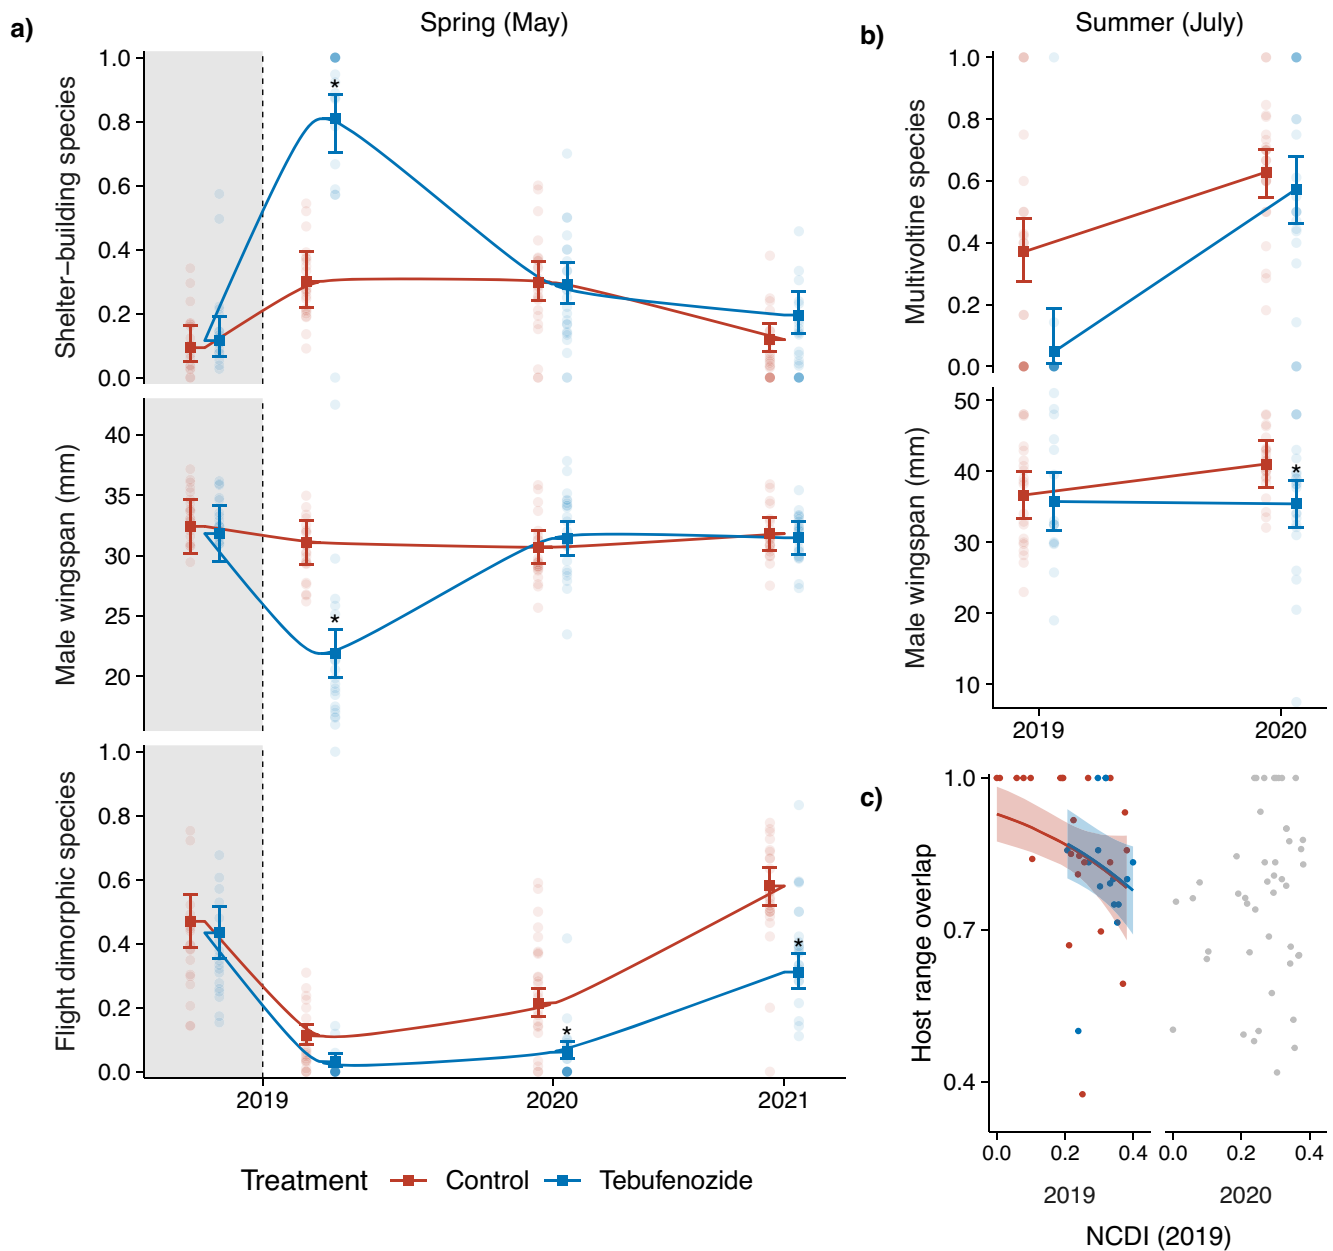 a)
Spring (May)
Shelter−building species
1.0
0.8
0.6
0.4
0.2
0.0
*
Male wingspan (mm)
40
35
30
25
20
*
Flight dimorphic species
1.0
0.8
0.6
0.4
0.2
0.0
*
*
2019
2020
2021
Treatment
Control
Tebufenozide
b)
Summer (July)
Multivoltine species
1.0
0.8
0.6
0.4
0.2
0.0
Male wingspan (mm)
50
40
30
20
10
*
2019
2020
c)
Host range overlap
1.0
0.7
0.4
0.0 0.2 0.4 0.0 0.2 0.4
2019 2020
NCDI (2019)